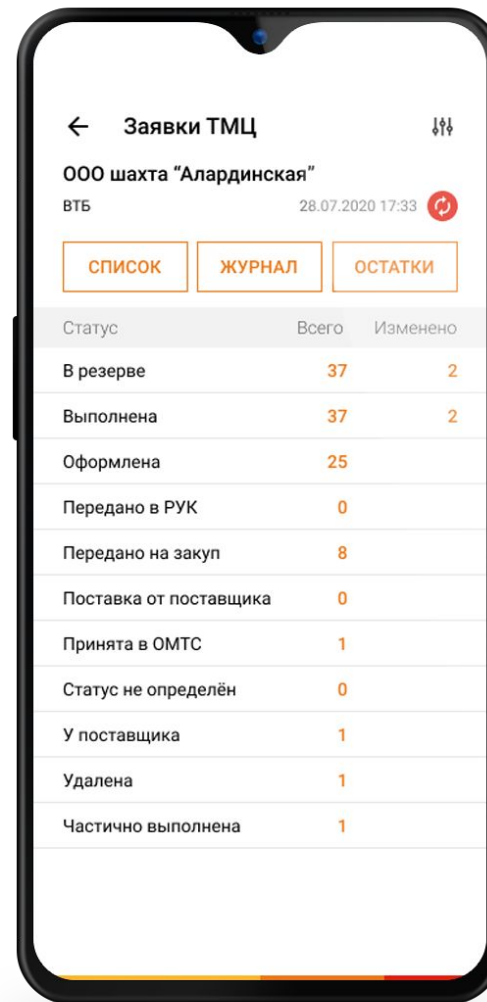 Заявки ТМЦ
ООО шахта “Алардинская”
ВТБ 28.07.2020 17:33
СПИСОК ЖУРНАЛ ОСТАТКИ
Статус Всего Изменено
В резерве 37 2
Выполнена 37 2
Оформлена 25
Передано в РУК 0
Передано на закуп 8
Поставка от поставщика 0
Принята в ОМТС 1
Статус не определён 0
У поставщика 1
Удалена 1
Частично выполнена 1